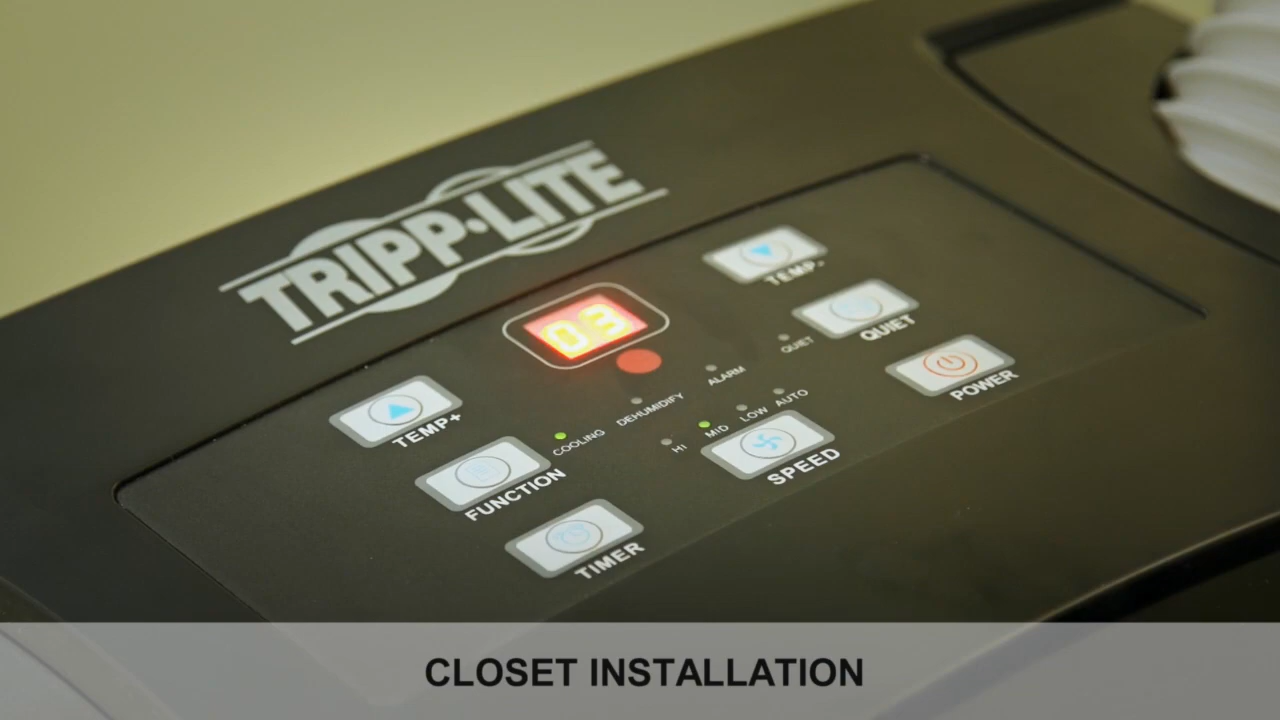 TRIPP·LITE
03
TEMP-
QUIET
QUIET
POWER
ALARM
DEHUMIDIFY
COOLING
TEMP+
AUTO
LOW
MID
HI
SPEED
FUNCTION
TIMER
CLOSET INSTALLATION